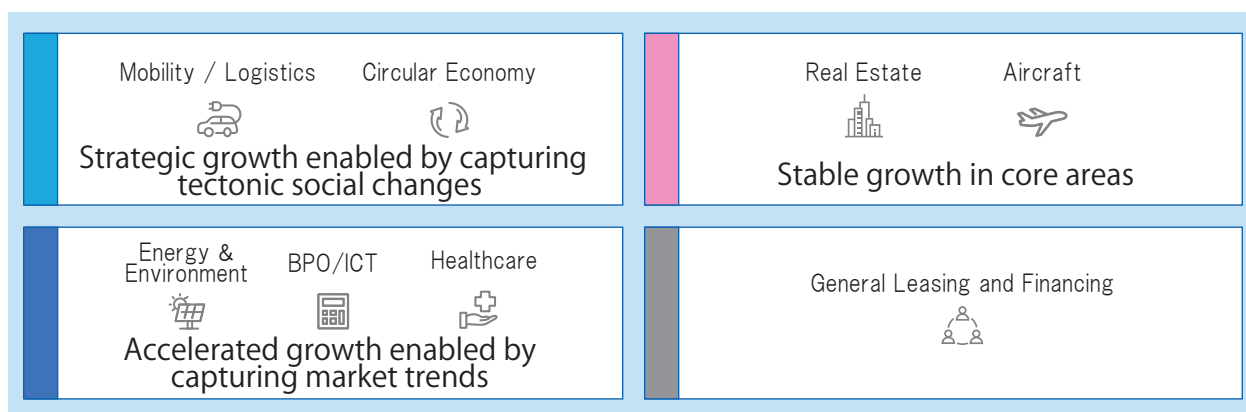 Mobility / Logistics
Circular Economy
Strategic growth enabled by capturing
tectonic social changes
Real Estate
Aircraft
Stable growth in core areas
Energy &
Environment
BPO/ICT
Healthcare
Accelerated growth enabled by
capturing market trends
General Leasing and Financing